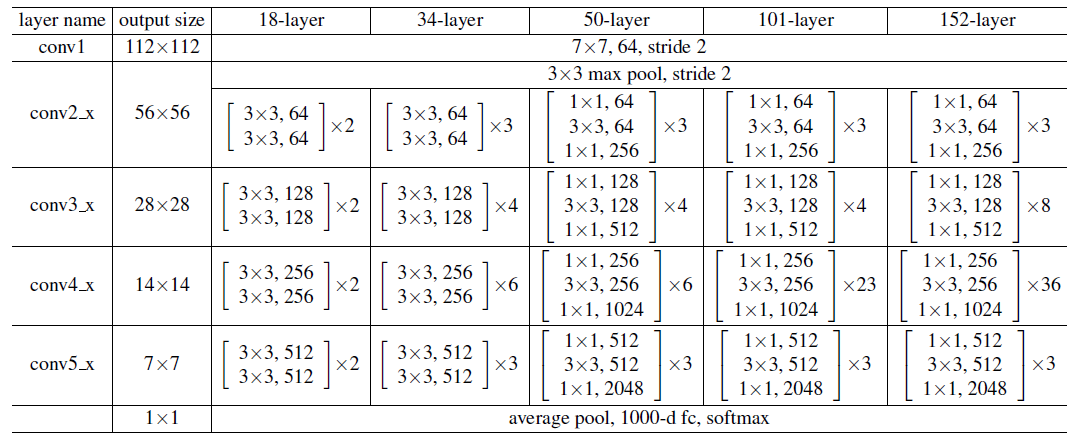 layer name output size 18-layer 34-layer 50-layer 101-layer 152-layer
conv1 112×112 7×7, 64, stride 2
3×3 max pool, stride 2
conv2_x 56×56 [3×3, 64 3×3, 64]×2 [3×3, 64 3×3, 64]×3 [1×1, 64 3×3, 64 1×1, 256]×3 [1×1, 64 3×3, 64 1×1, 256]×3 [1×1, 64 3×3, 64 1×1, 256]×3
conv3_x 28×28 [3×3, 128 3×3, 128]×2 [3×3, 128 3×3, 128]×4 [1×1, 128 3×3, 128 1×1, 512]×4 [1×1, 128 3×3, 128 1×1, 512]×4 [1×1, 128 3×3, 128 1×1, 512]×8
conv4_x 14×14 [3×3, 256 3×3, 256]×2 [3×3, 256 3×3, 256]×6 [1×1, 256 3×3, 256 1×1, 1024]×6 [1×1, 256 3×3, 256 1×1, 1024]×23 [1×1, 256 3×3, 256 1×1, 1024]×36
conv5_x 7×7 [3×3, 512 3×3, 512]×2 [3×3, 512 3×3, 512]×3 [1×1, 512 3×3, 512 1×1, 2048]×3 [1×1, 512 3×3, 512 1×1, 2048]×3 [1×1, 512 3×3, 512 1×1, 2048]×3
1×1 average pool, 1000-d fc, softmax